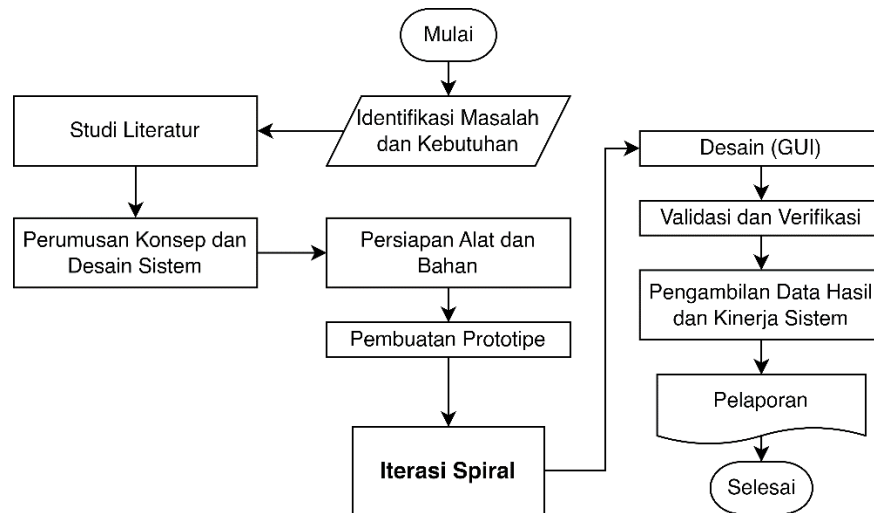 Mulai
Identifikasi Masalah
dan Kebutuhan
Studi Literatur
Perumusan Konsep dan
Desain Sistem
Persiapan Alat dan
Bahan
Pembuatan Prototipe
Iterasi Spiral
Desain (GUI)
Validasi dan Verifikasi
Pengambilan Data Hasil
dan Kinerja Sistem
Pelaporan
Selesai